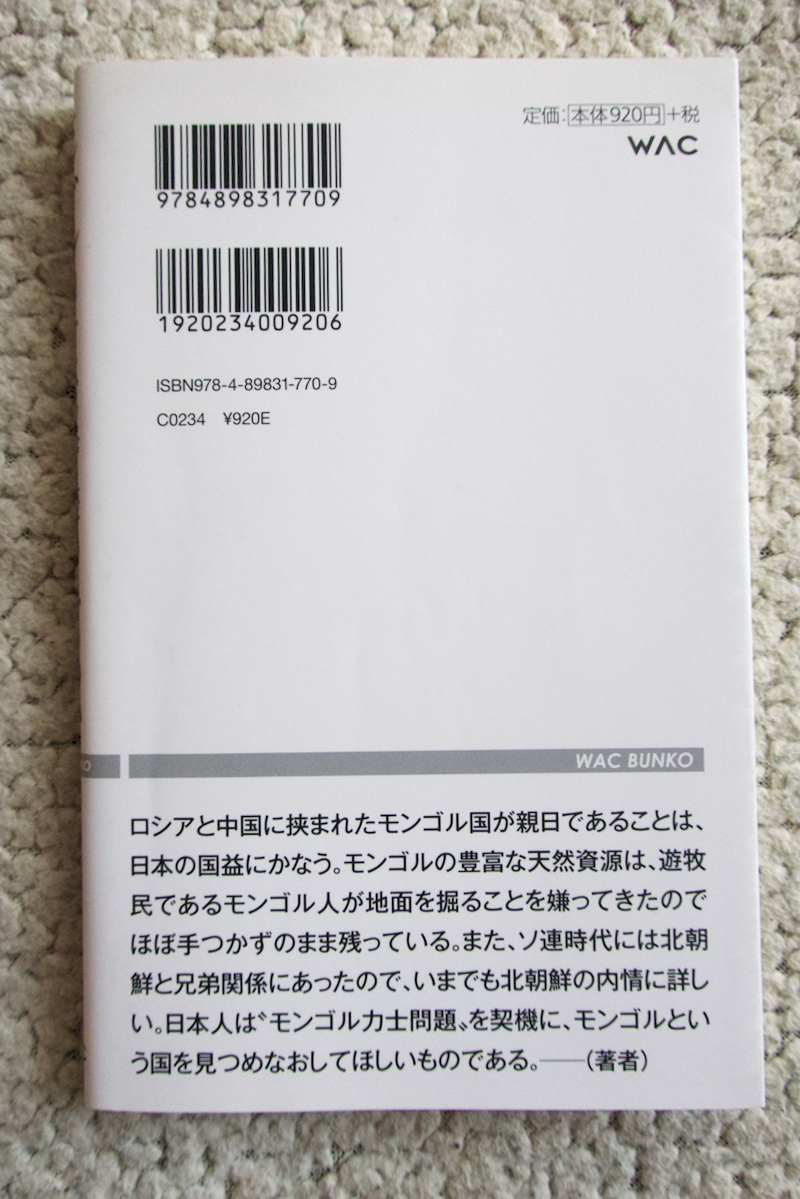 定価:本体920円+税
WAC
9784898317709
1920234009206
ISBN978-4-89831-770-9
C0234 ¥920E
WAC BUNKO
ロシアと中国に挟まれたモンゴル国が親日であることは、
日本の国益にかなう。モンゴルの豊富な天然資源は、遊牧
民であるモンゴル人が地面を掘ることを嫌ってきたので
ほぼ手つかずのまま残っている。また、ソ連時代には北朝
鮮と兄弟関係にあったので、いまでも北朝鮮の内情に詳し
い。日本人は〝モンゴル力士問題〟を契機に、モンゴルとい
う国を見つめなおしてほしいものである。──(著者)